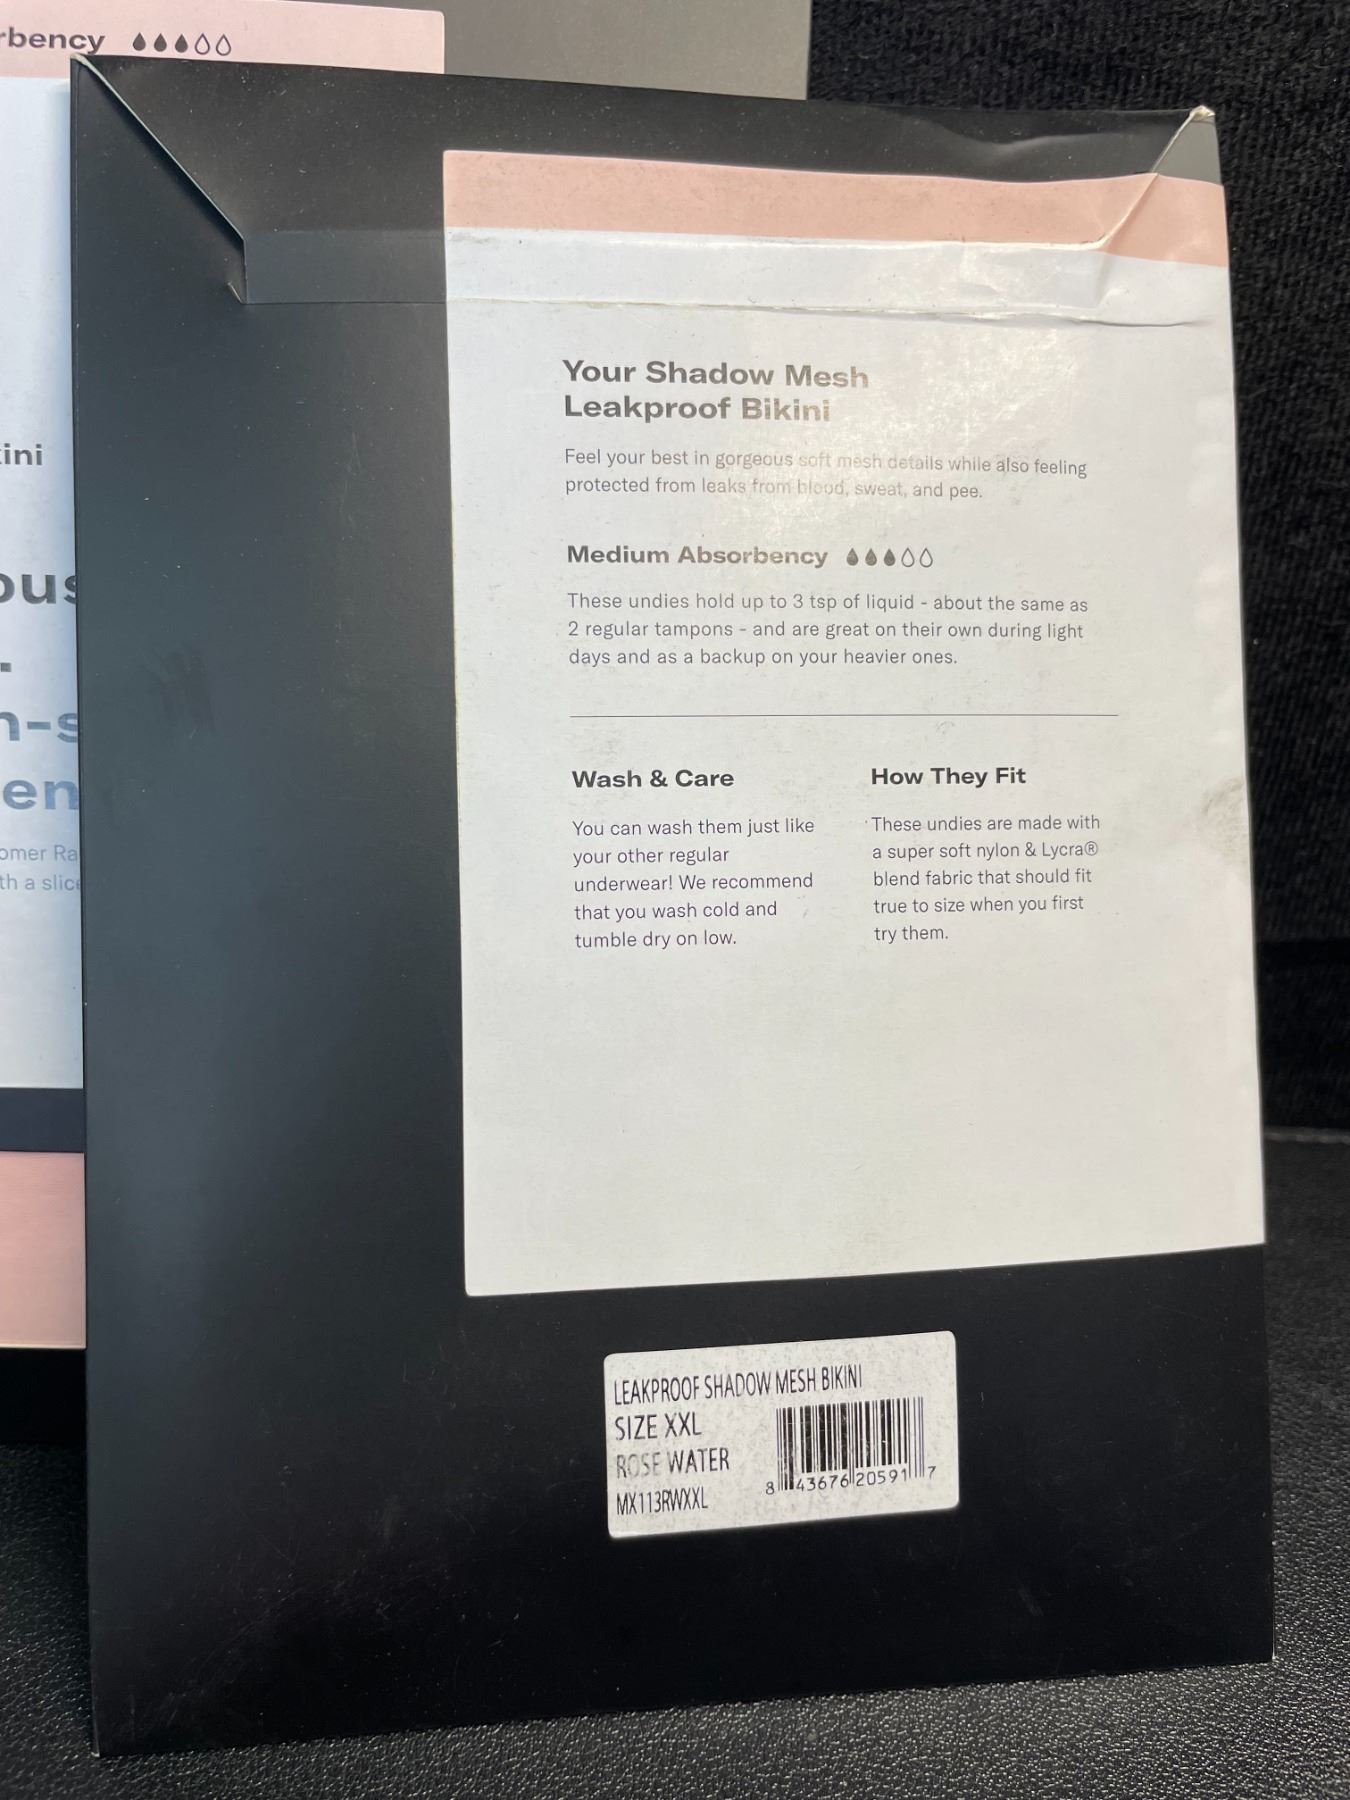 rbency
ini
ous
n-s
en
omer Ra
th a slice
Your Shadow Mesh
Leakproof Bikini
Feel your best in gorgeous soft mesh details while also feeling
protected from leaks from blood, sweat, and pee.
Medium Absorbency
These undies hold up to 3 tsp of liquid - about the same as
2 regular tampons - and are great on their own during light
days and as a backup on your heavier ones.
Wash & Care
You can wash them just like
your other regular
underwear! We recommend
that you wash cold and
tumble dry on low.
How They Fit
These undies are made with
a super soft nylon & Lycra®
blend fabric that should fit
true to size when you first
try them.
LEAKPROOF SHADOW MESH BIKINI
SIZE XXL
ROSE WATER
MX113RWXXL
8 43676 20591 7